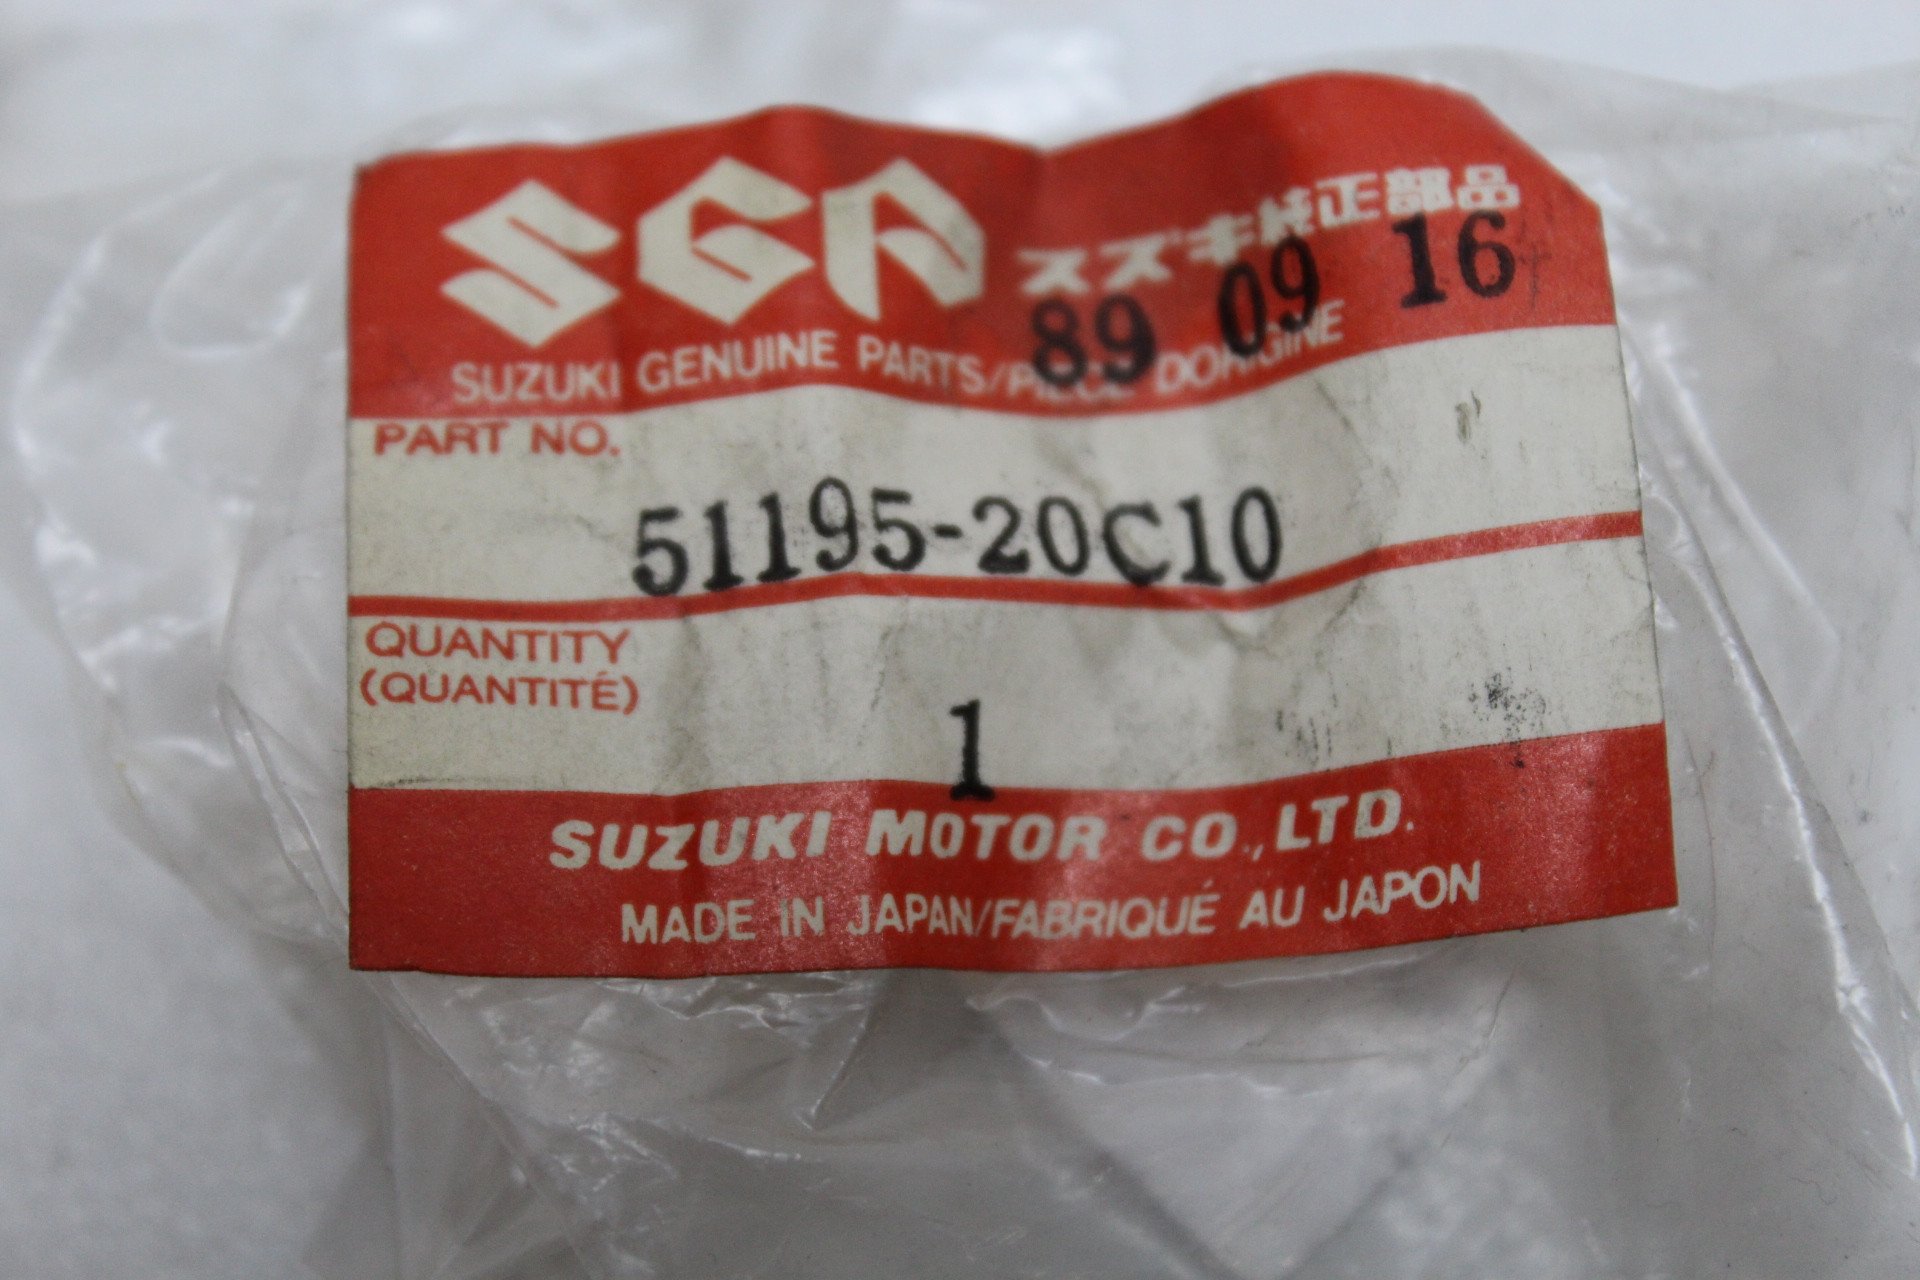 SGP スズキ純正部品
89 09 16
SUZUKI GENUINE PARTS/PIECE DORIGINE
PART NO.
51195-20C10
QUANTITY
(QUANTITÉ)
1
SUZUKI MOTOR CO.,LTD.
MADE IN JAPAN/FABRIQUÉ AU JAPON